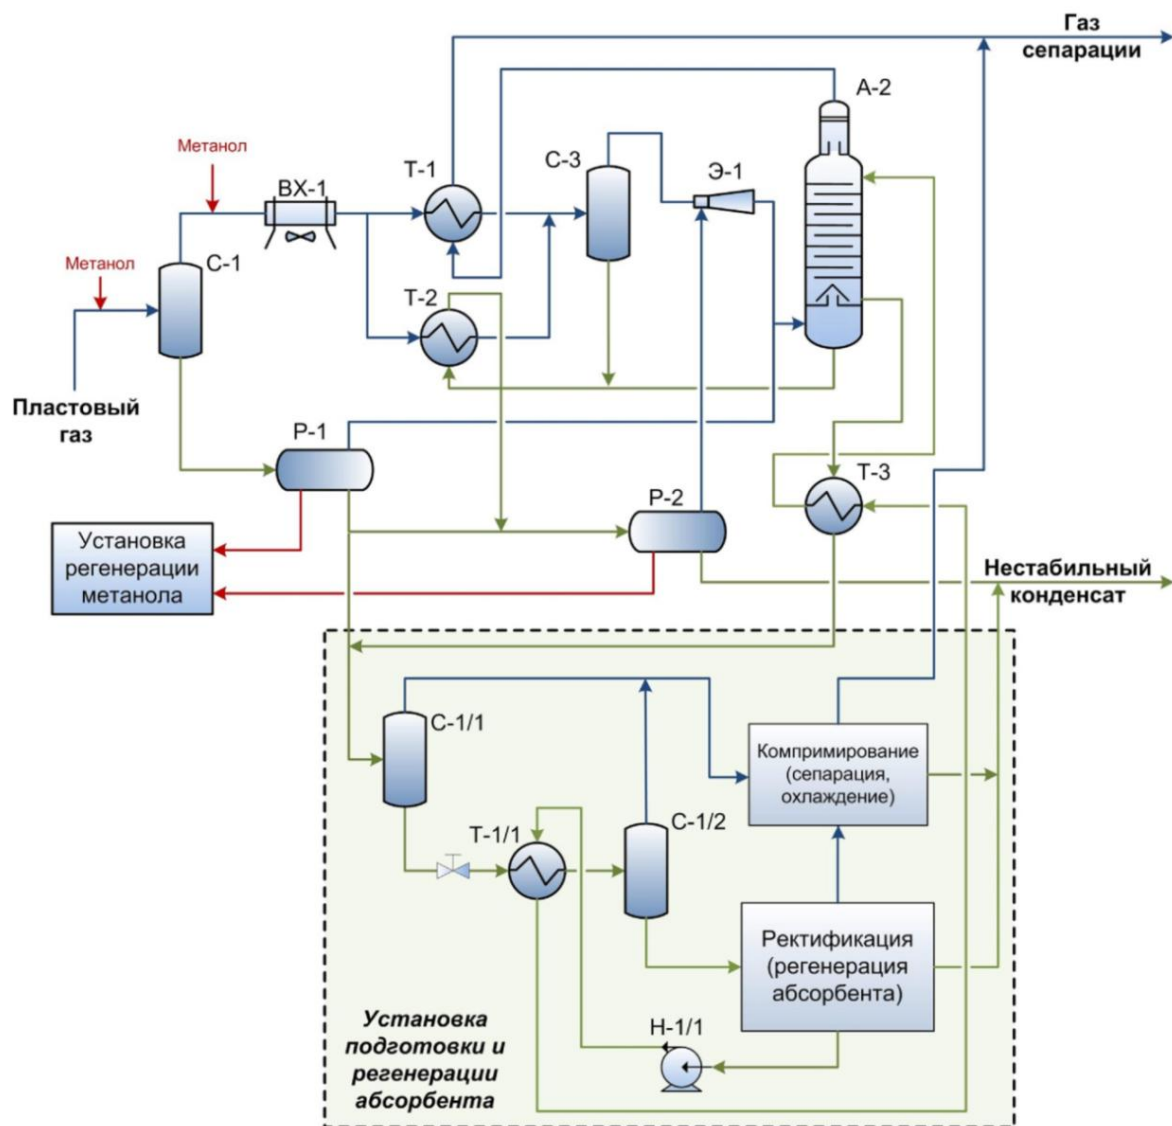 Газ
сепарации
А-2
Метанол
Т-1
С-3
Э-1
ВХ-1
Метанол
С-1
Т-2
Пластовый
газ
Р-1
Т-3
Р-2
Установка
регенерации
метанола
Нестабильный
конденсат
С-1/1
Компримирование
(сепарация,
охлаждение)
Т-1/1
С-1/2
Ректификация
(регенерация
абсорбента)
Установка
подготовки и
регенерации
абсорбента
Н-1/1